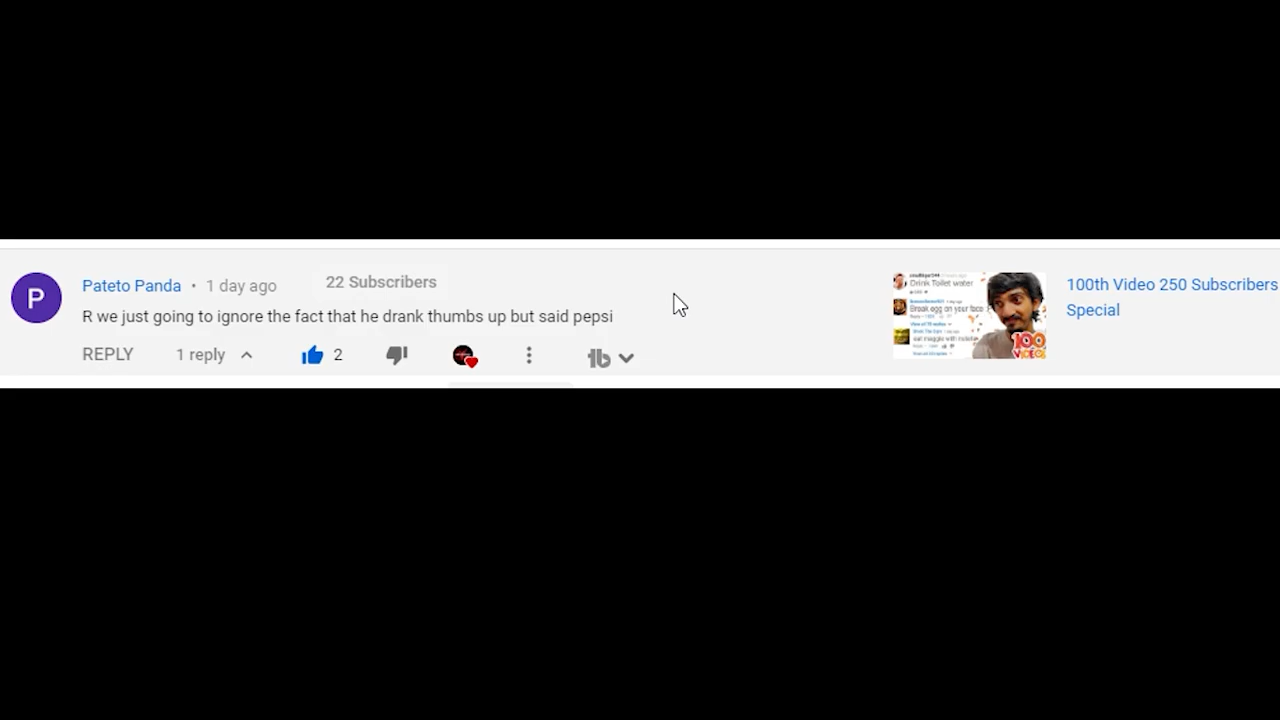 P
Pateto Panda • 1 day ago
22 Subscribers
R we just going to ignore the fact that he drank thumbs up but said pepsi
REPLY
1 reply
2
Drink Toilet water
Break egg on your face
eat maggie with
100
VIDEOS
100th Video 250 Subscribers
Special